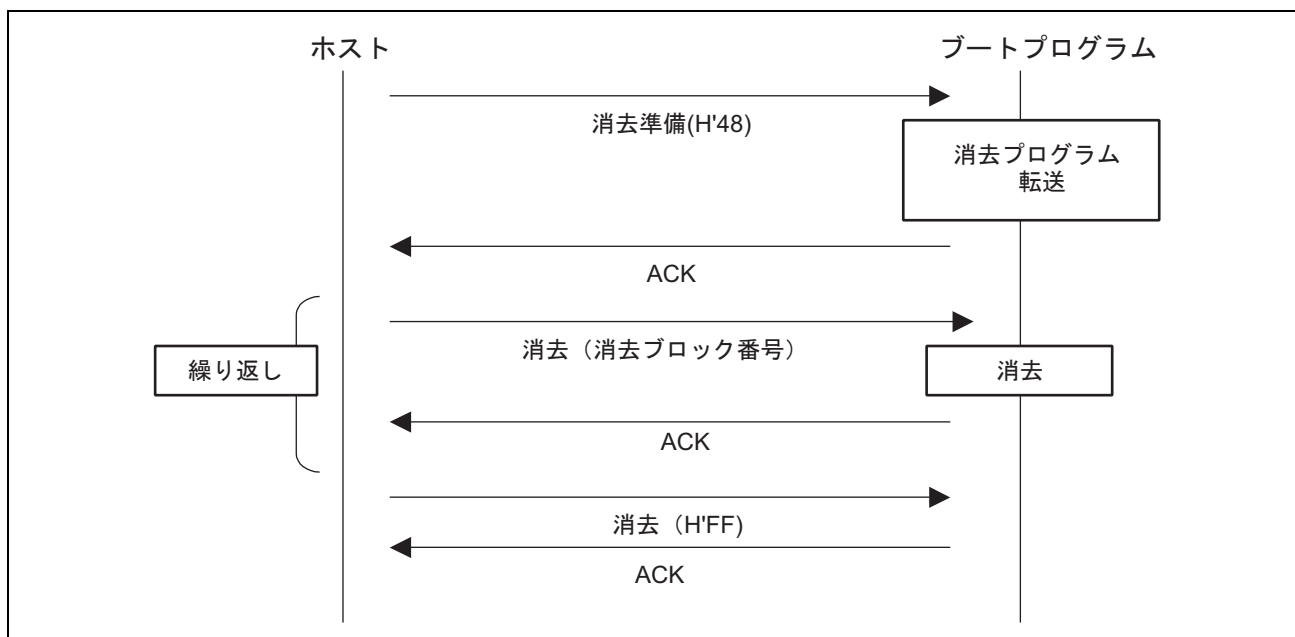 ホスト
ブートプログラム
消去準備(H'48)
消去プログラム
転送
ACK
消去（消去ブロック番号）
繰り返し
消去
ACK
消去（H'FF)
ACK